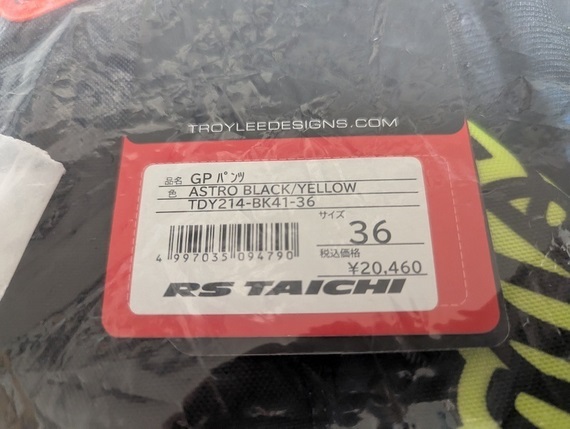 TROYLEEDESIGNS.COM
品名 GP パンツ
色 ASTRO BLACK/YELLOW
TDY214-BK41-36
サイズ
36
税込価格
¥20,460
4 997035 094790
RS TAICHI